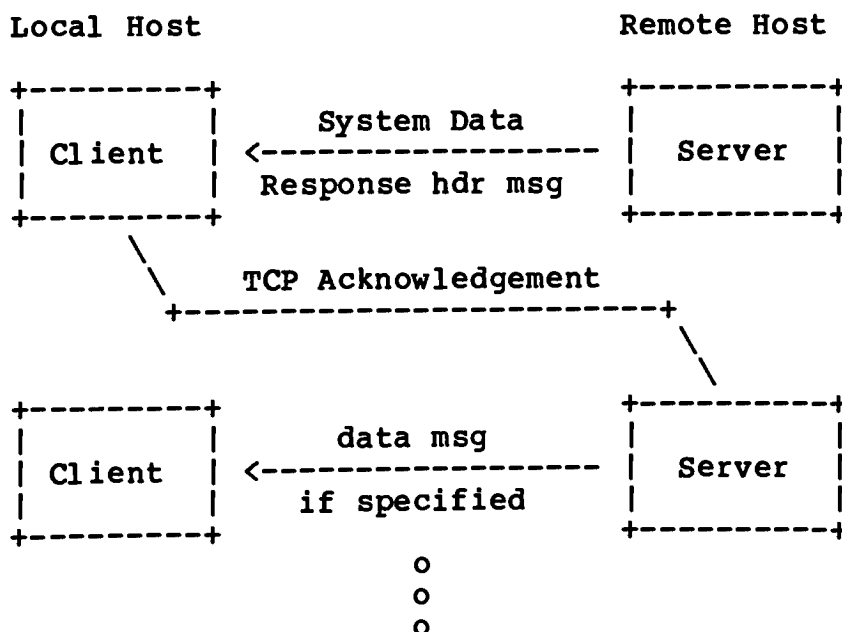 Local Host Remote Host
System Data
Client Server
Response hdr msg
TCP Acknowledgement
data msg
Client Server
if specified
o
o
o